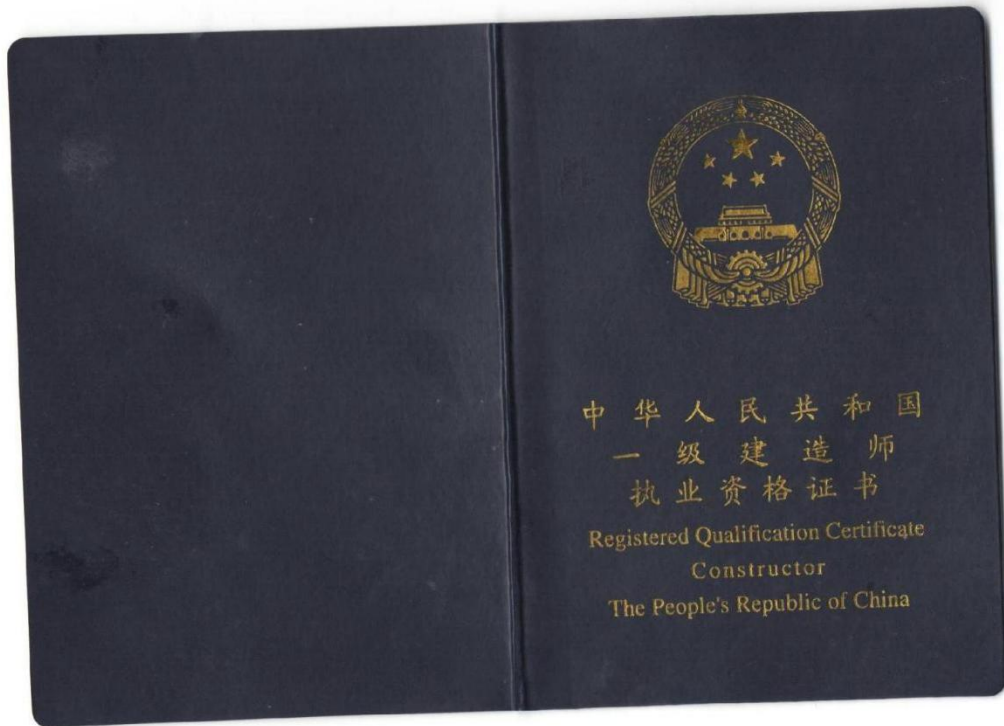 中华人民共和国
一级建造师
执业资格证书
Registered Qualification Certificate
Constructor
The People's Republic of China